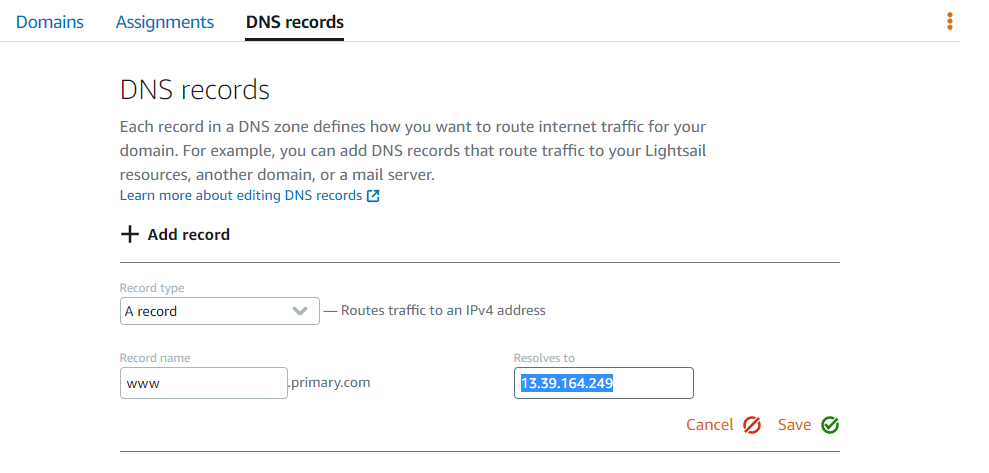 Domains Assignments DNS records
DNS records
Each record in a DNS zone defines how you want to route internet traffic for your
domain. For example, you can add DNS records that route traffic to your Lightsail
resources, another domain, or a mail server.
Learn more about editing DNS records
+ Add record
Record type
A record — Routes traffic to an IPv4 address
Record name Resolves to
www .primary.com 13.39.164.249
Cancel Save